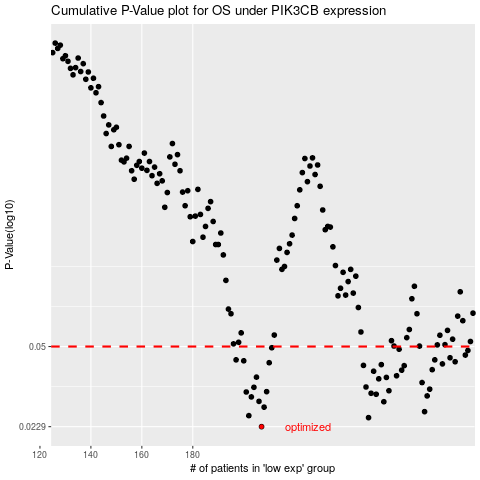 Cumulative P-Value plot for OS under PIK3CB expression
P-Value(log10)
0.05
0.0229
optimized
120 140 160 180
# of patients in 'low exp' group